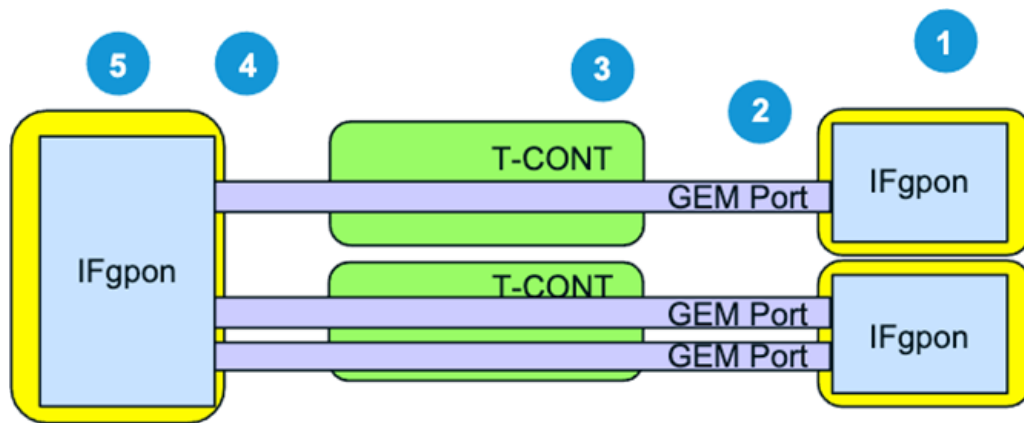 5
4
3
2
1
T-CONT
GEM Port
IFgpon
IFgpon
T-CONT
GEM Port
GEM Port
IFgpon